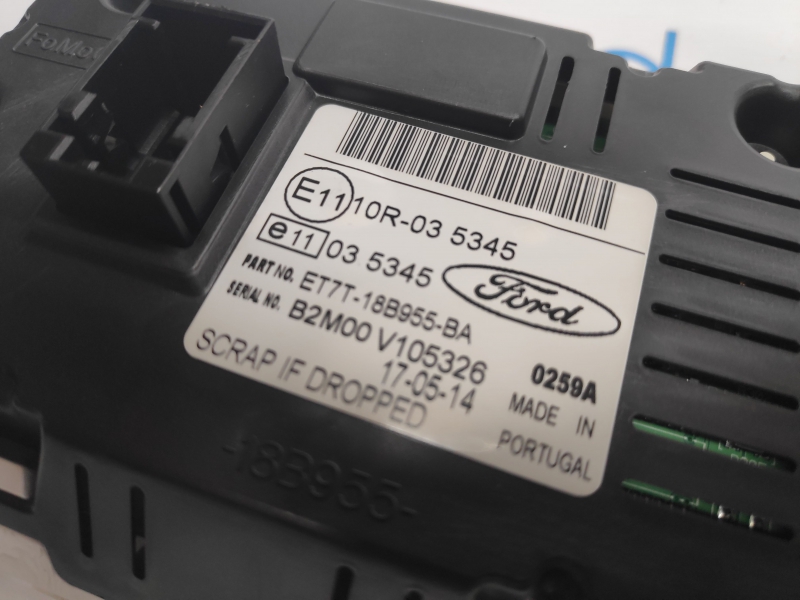 FoMoCo
E11 10R-03 5345
e11 03 5345
PART NO. ET7T-18B955-BA
Ford
SERIAL NO. B2M00 V105326
17-05-14
0259A
SCRAP IF DROPPED
MADE IN
PORTUGAL
-18B955-